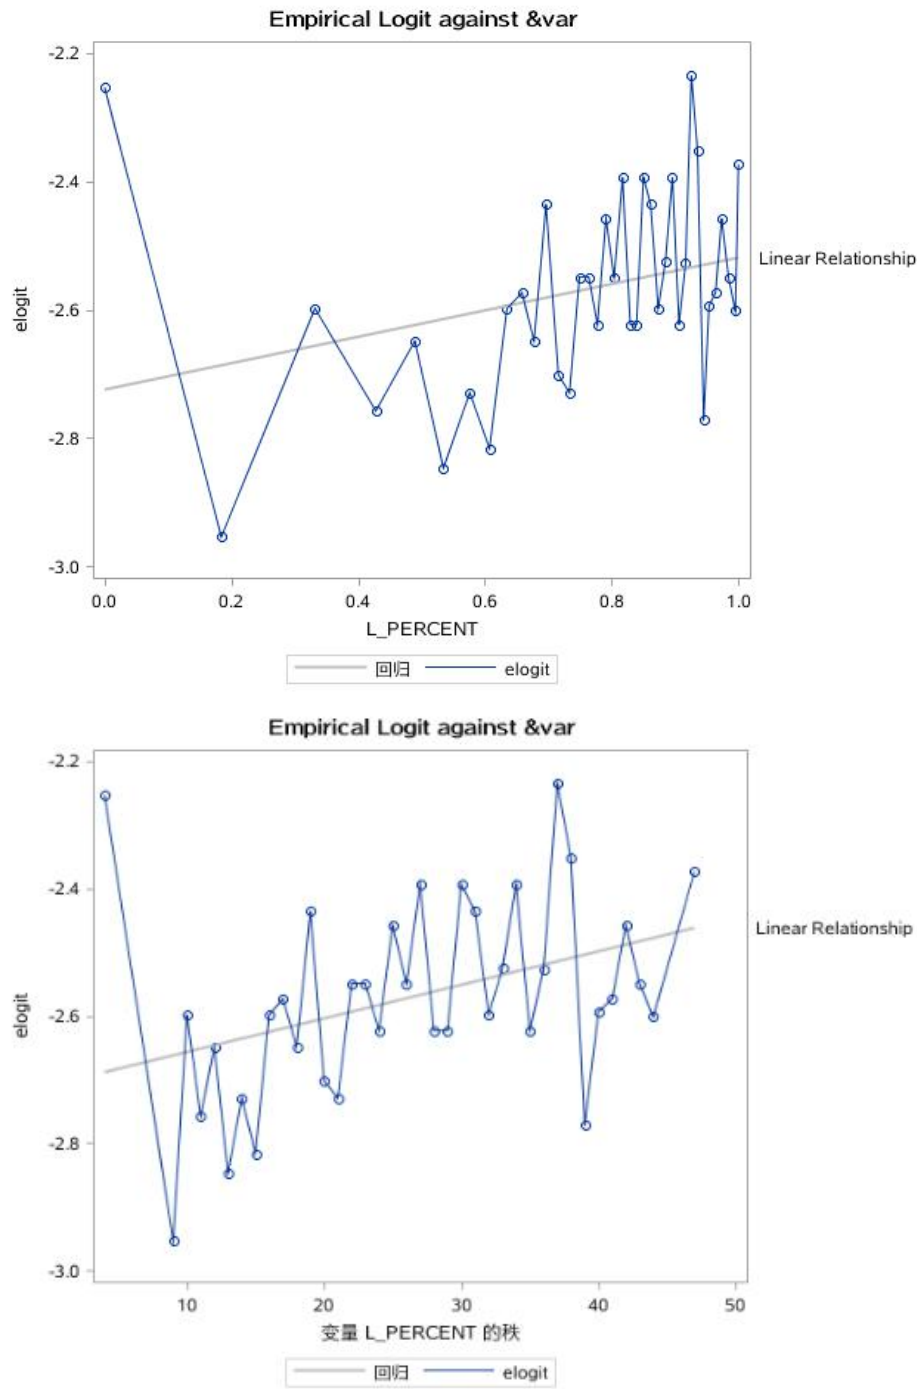 Empirical Logit against &var
-2.2
-2.4
-2.6
-2.8
-3.0
elogit
Linear Relationship
0.0 0.2 0.4 0.6 0.8 1.0
L_PERCENT
回归 elogit
Empirical Logit against &var
-2.2
-2.4
-2.6
-2.8
-3.0
elogit
Linear Relationship
10 20 30 40 50
变量 L_PERCENT 的秩
回归 elogit